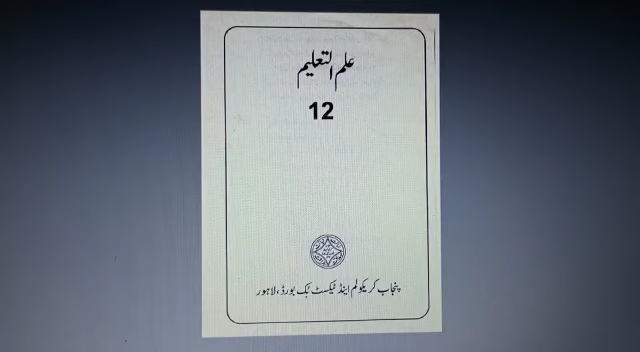 علم التعلیم
12
پنجاب کریکولم اینڈ ٹیکسٹ بک بورڈ، لاہور